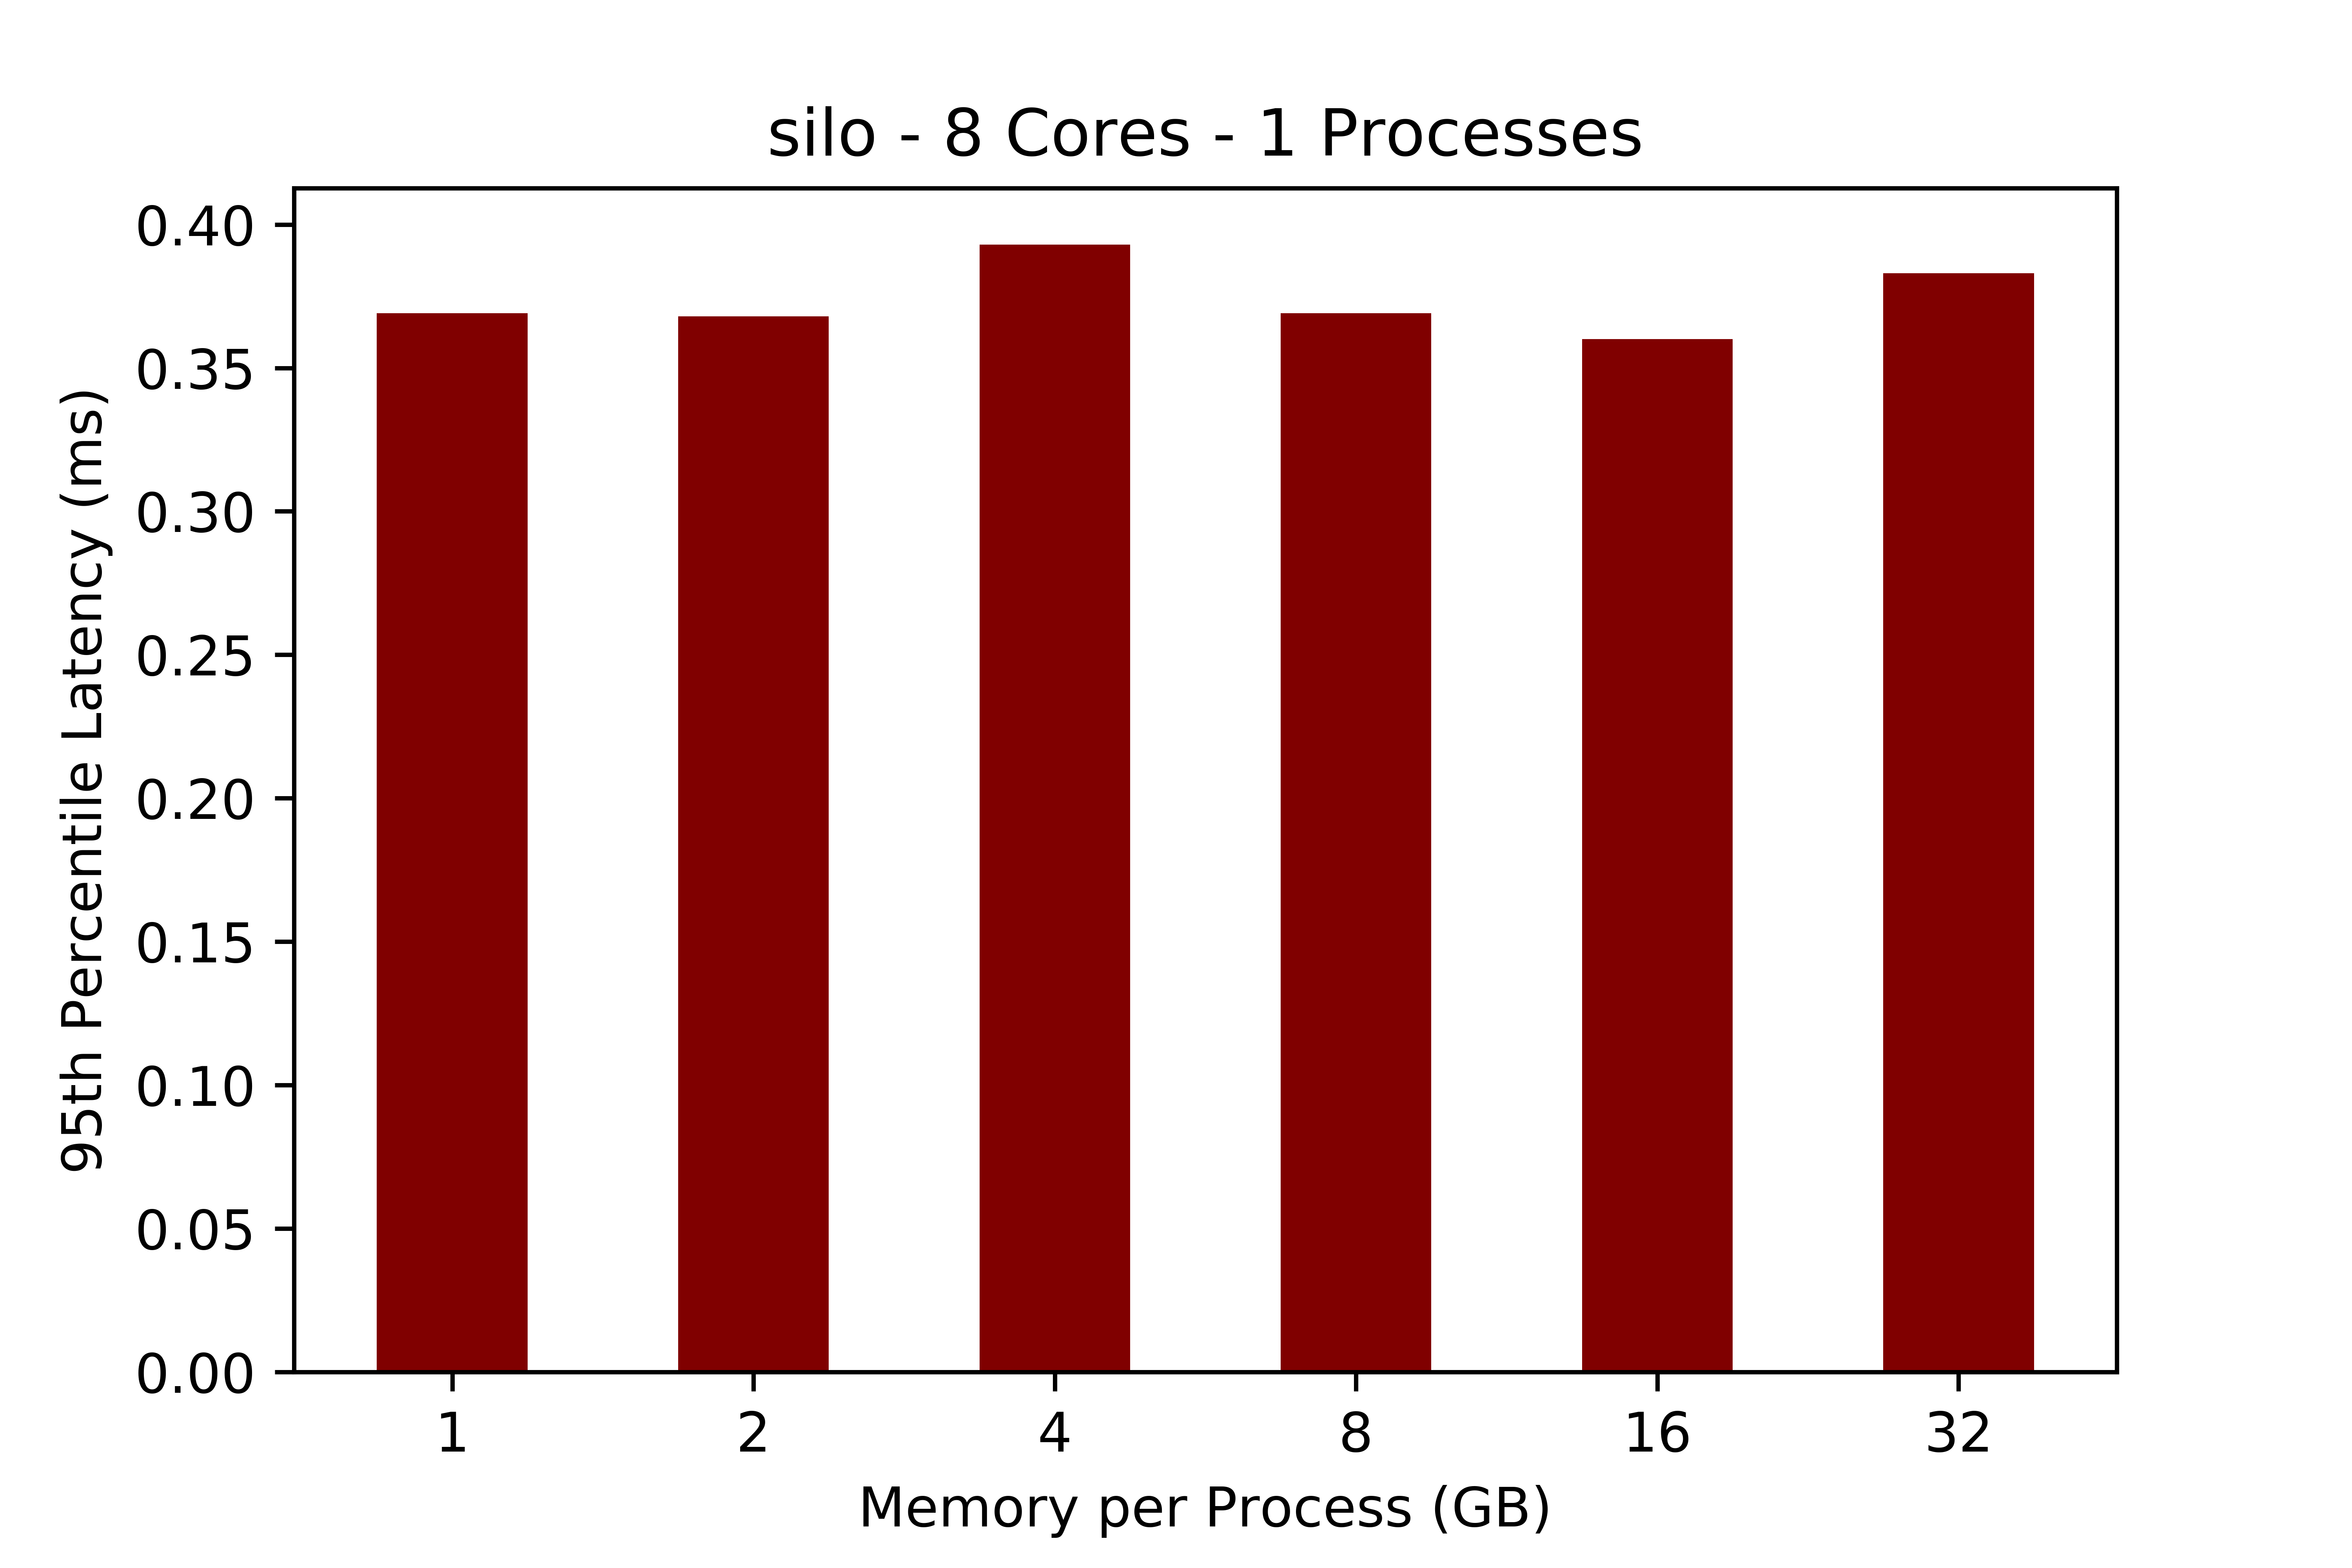 silo - 8 Cores - 1 Processes
95th Percentile Latency (ms)
0.40
0.35
0.30
0.25
0.20
0.15
0.10
0.05
0.00
1 2 4 8 16 32
Memory per Process (GB)